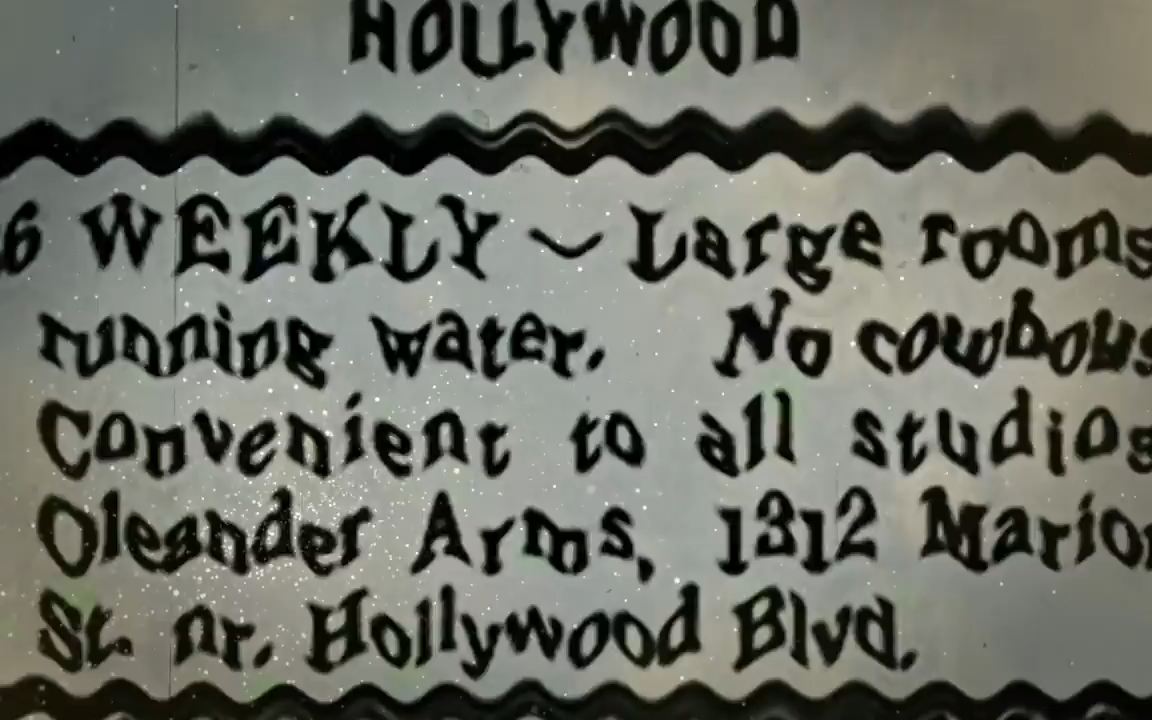 HOLLYWOOD
6 WEEKLY - Large rooms
running water. No cowboys
Convenient to all studios
Oleander Arms, 1312 Marion
St. nr. Hollywood Blvd.